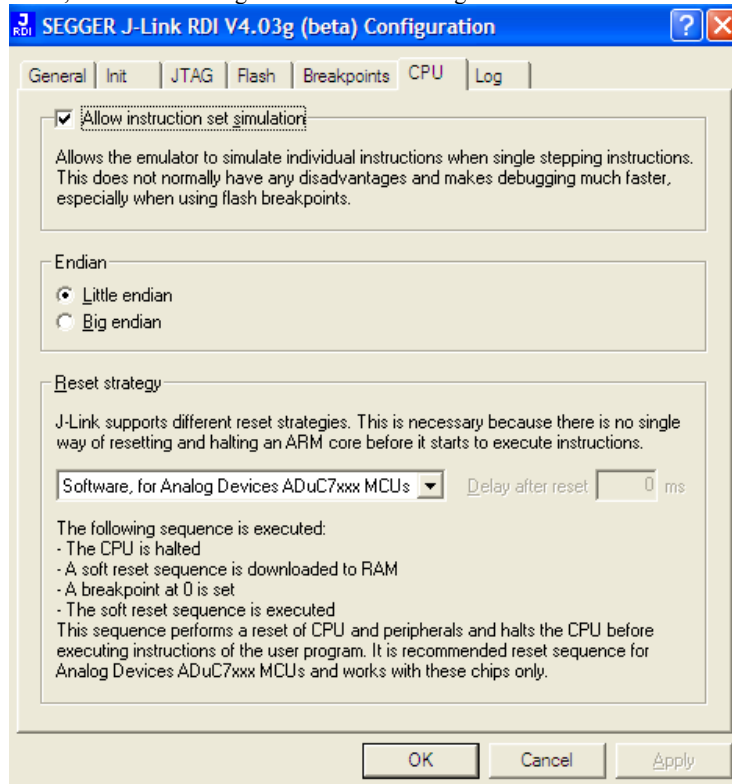 SEGGER J-Link RDI V4.03g (beta) Configuration
General Init JTAG Flash Breakpoints CPU Log
Allow instruction set simulation
Allows the emulator to simulate individual instructions when single stepping instructions.
This does not normally have any disadvantages and makes debugging much faster,
especially when using flash breakpoints.
Endian
Little endian
Big endian
Reset strategy
J-Link supports different reset strategies. This is necessary because there is no single
way of resetting and halting an ARM core before it starts to execute instructions.
Software, for Analog Devices ADuC7xxx MCUs Delay after reset 0 ms
The following sequence is executed:
- The CPU is halted
- A soft reset sequence is downloaded to RAM
- A breakpoint at 0 is set
- The soft reset sequence is executed
This sequence performs a reset of CPU and peripherals and halts the CPU before
executing instructions of the user program. It is recommended reset sequence for
Analog Devices ADuC7xxx MCUs and works with these chips only.
OK Cancel Apply